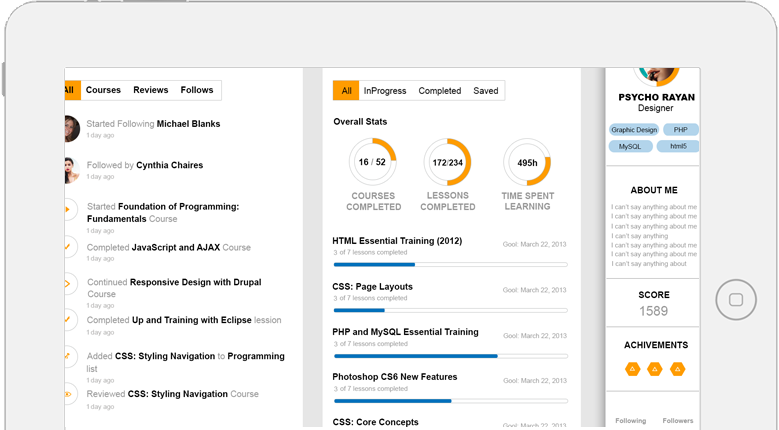 All Courses Reviews Follows
Started Following Michael Blanks
1 day ago
Followed by Cynthia Chaires
1 day ago
Started Foundation of Programming:
Fundamentals Course
1 day ago
Completed JavaScript and AJAX Course
1 day ago
Continued Responsive Design with Drupal
Course
1 day ago
Completed Up and Training with Eclipse lession
1 day ago
Added CSS: Styling Navigation to Programming
list
1 day ago
Reviewed CSS: Styling Navigation Course
1 day ago
All InProgress Completed Saved
Overall Stats
16 / 52
172/234
495h
COURSES
COMPLETED
LESSONS
COMPLETED
TIME SPENT
LEARNING
HTML Essential Training (2012)
Goal: March 22, 2013
3 of 7 lessons completed
CSS: Page Layouts
Goal: March 22, 2013
3 of 7 lessons completed
PHP and MySQL Essential Training
Goal: March 22, 2013
3 of 7 lessons completed
Photoshop CS6 New Features
Goal: March 22, 2013
3 of 7 lessons completed
CSS: Core Concepts
Goal: March 22, 2013
PSYCHO RAYAN
Designer
Graphic Design PHP
MySQL html5
ABOUT ME
I can't say anything about me
I can't say anything about me
I can't say anything about me
I can't say anything
I can't say anything about me
I can't say anything about me
I can't say anything about
SCORE
1589
ACHIVEMENTS
Following Followers